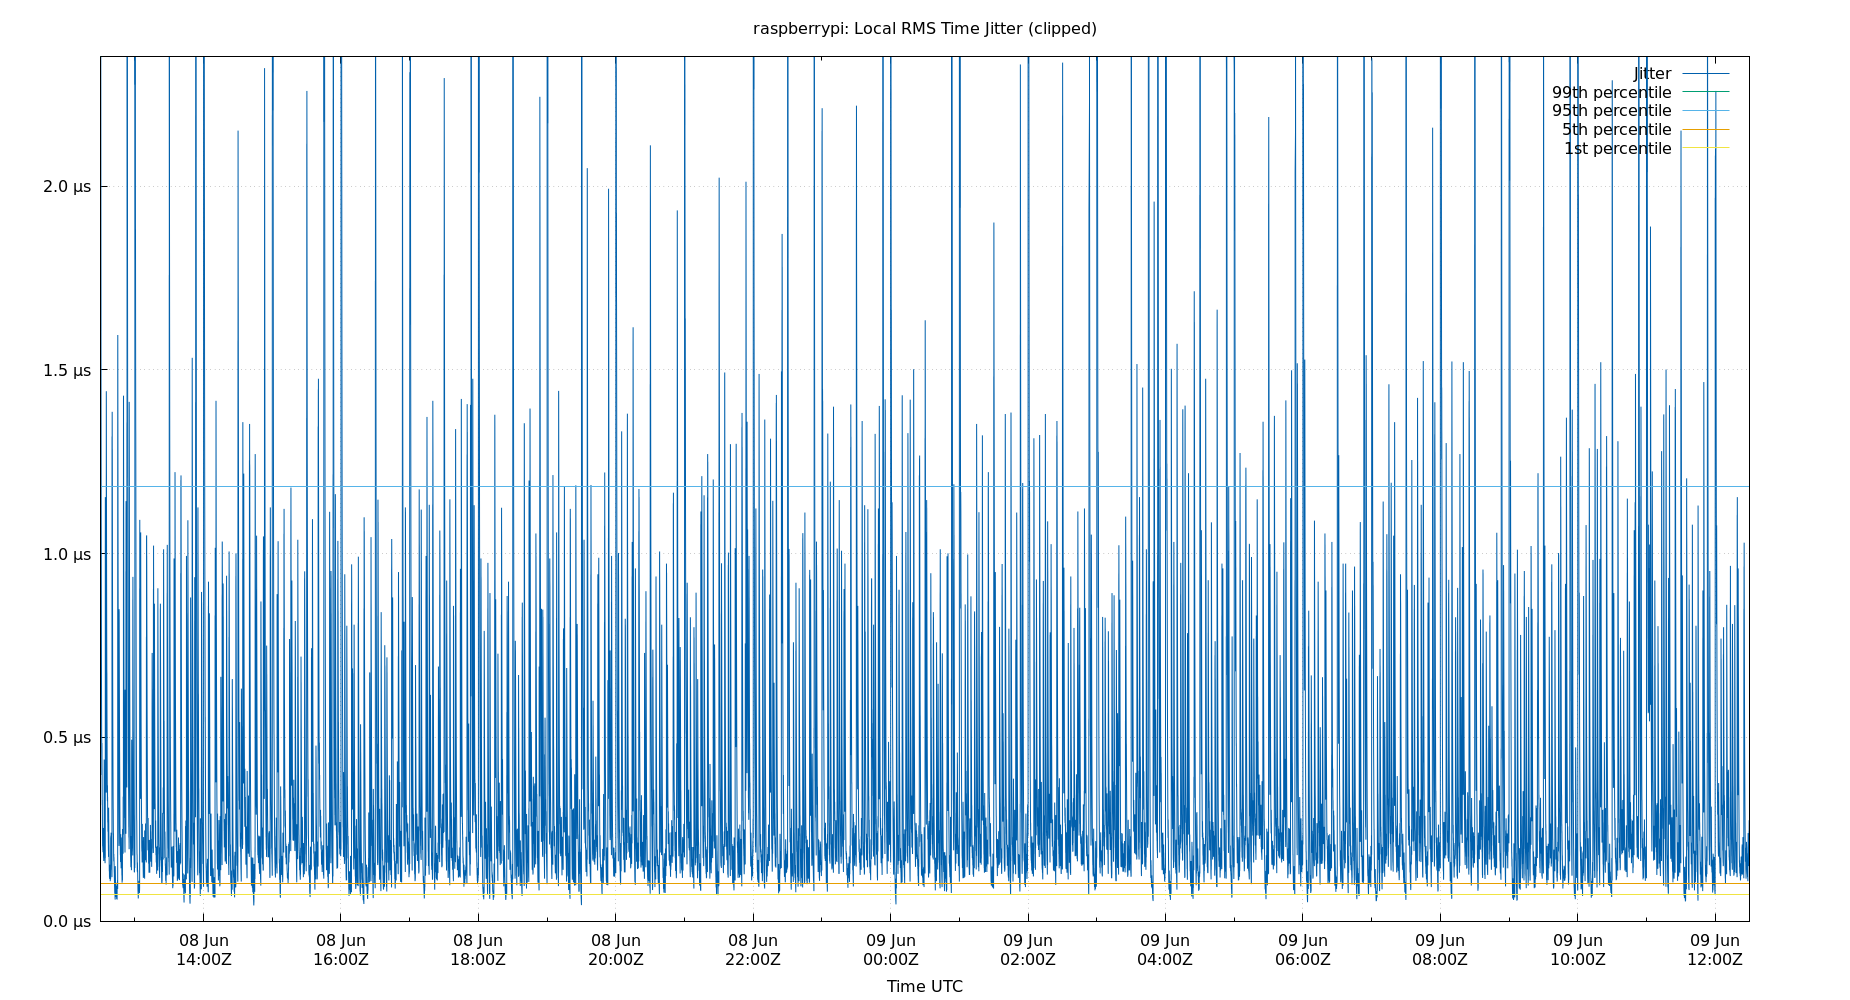 raspberrypi: Local RMS Time Jitter (clipped)
Jitter
99th percentile
95th percentile
5th percentile
1st percentile
2.0 µs
1.5 µs
1.0 µs
0.5 µs
0.0 µs
08 Jun 08 Jun 08 Jun 08 Jun 08 Jun 09 Jun 09 Jun 09 Jun 09 Jun 09 Jun 09 Jun 09 Jun
14:00Z 16:00Z 18:00Z 20:00Z 22:00Z 00:00Z 02:00Z 04:00Z 06:00Z 08:00Z 10:00Z 12:00Z
Time UTC